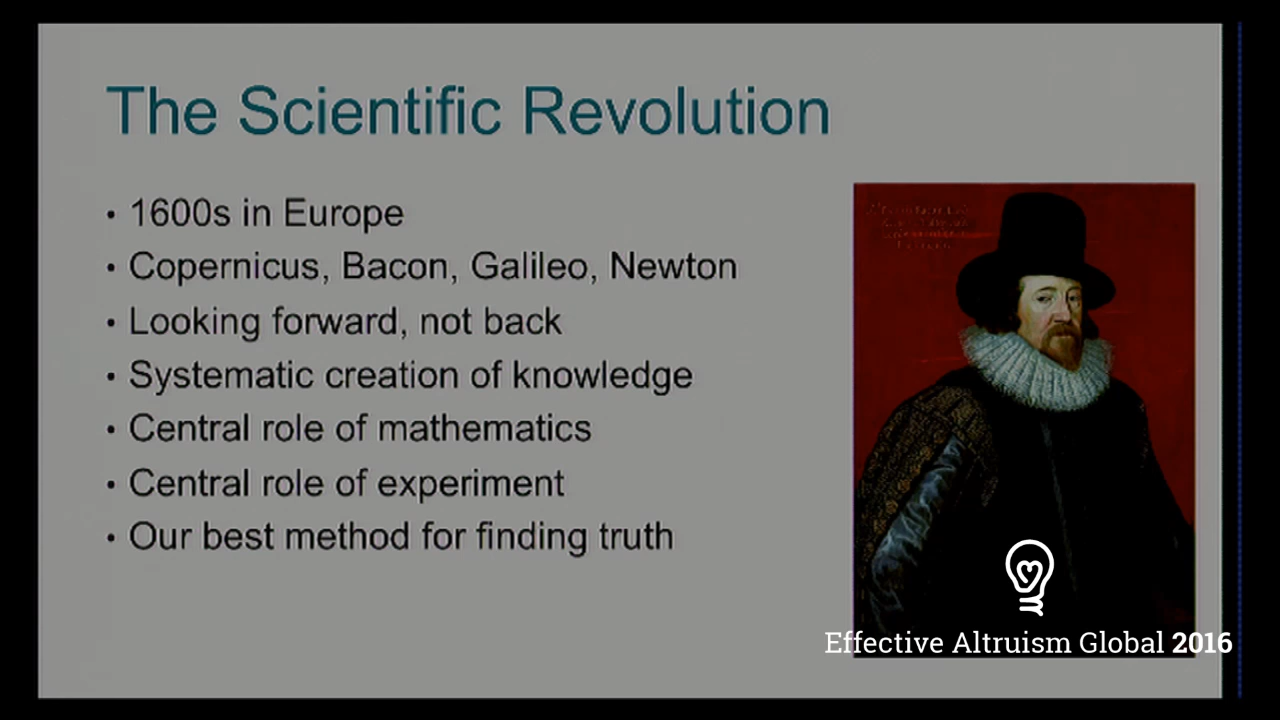 The Scientific Revolution
• 1600s in Europe
• Copernicus, Bacon, Galileo, Newton
• Looking forward, not back
• Systematic creation of knowledge
• Central role of mathematics
• Central role of experiment
• Our best method for finding truth
Effective Altruism Global 2016